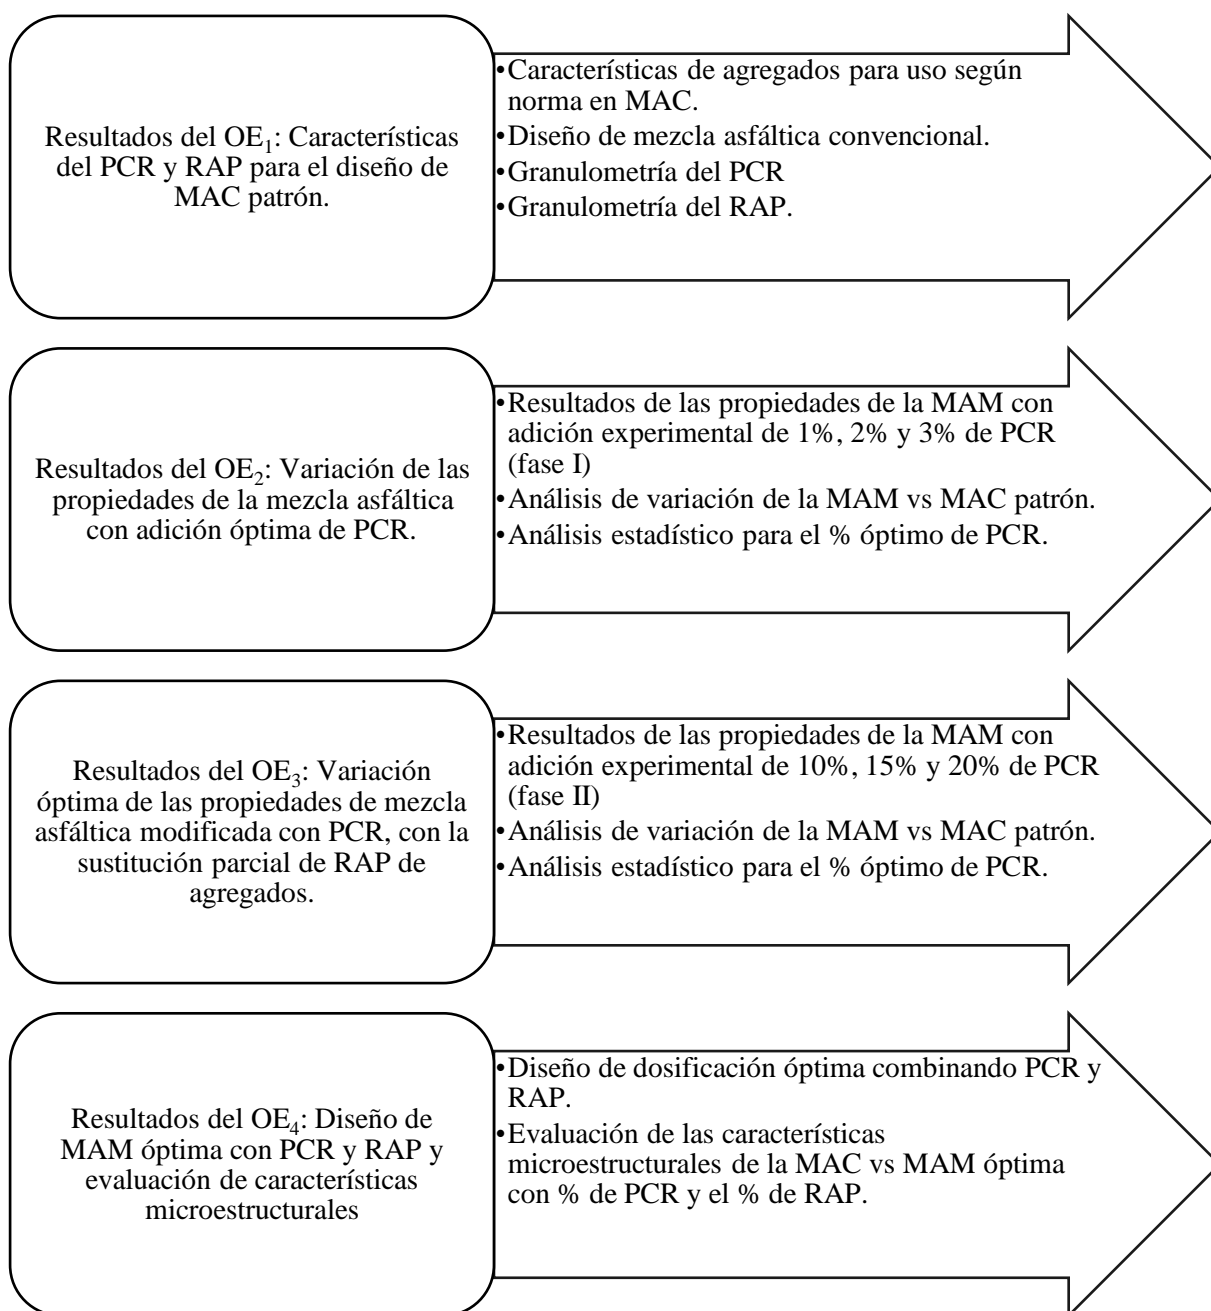 Resultados del OE₁: Características
del PCR y RAP para el diseño de
MAC patrón.
•Características de agregados para uso según
norma en MAC.
•Diseño de mezcla asfáltica convencional.
•Granulometría del PCR
•Granulometría del RAP.
Resultados del OE₂: Variación de las
propiedades de la mezcla asfáltica
con adición óptima de PCR.
•Resultados de las propiedades de la MAM con
adición experimental de 1%, 2% y 3% de PCR
(fase I)
•Análisis de variación de la MAM vs MAC patrón.
•Análisis estadístico para el % óptimo de PCR.
Resultados del OE₃: Variación
óptima de las propiedades de mezcla
asfáltica modificada con PCR, con la
sustitución parcial de RAP de
agregados.
•Resultados de las propiedades de la MAM con
adición experimental de 10%, 15% y 20% de PCR
(fase II)
•Análisis de variación de la MAM vs MAC patrón.
•Análisis estadístico para el % óptimo de PCR.
Resultados del OE₄: Diseño de
MAM óptima con PCR y RAP y
evaluación de características
microestructurales
•Diseño de dosificación óptima combinando PCR y
RAP.
•Evaluación de las características
microestructurales de la MAC vs MAM óptima
con % de PCR y el % de RAP.